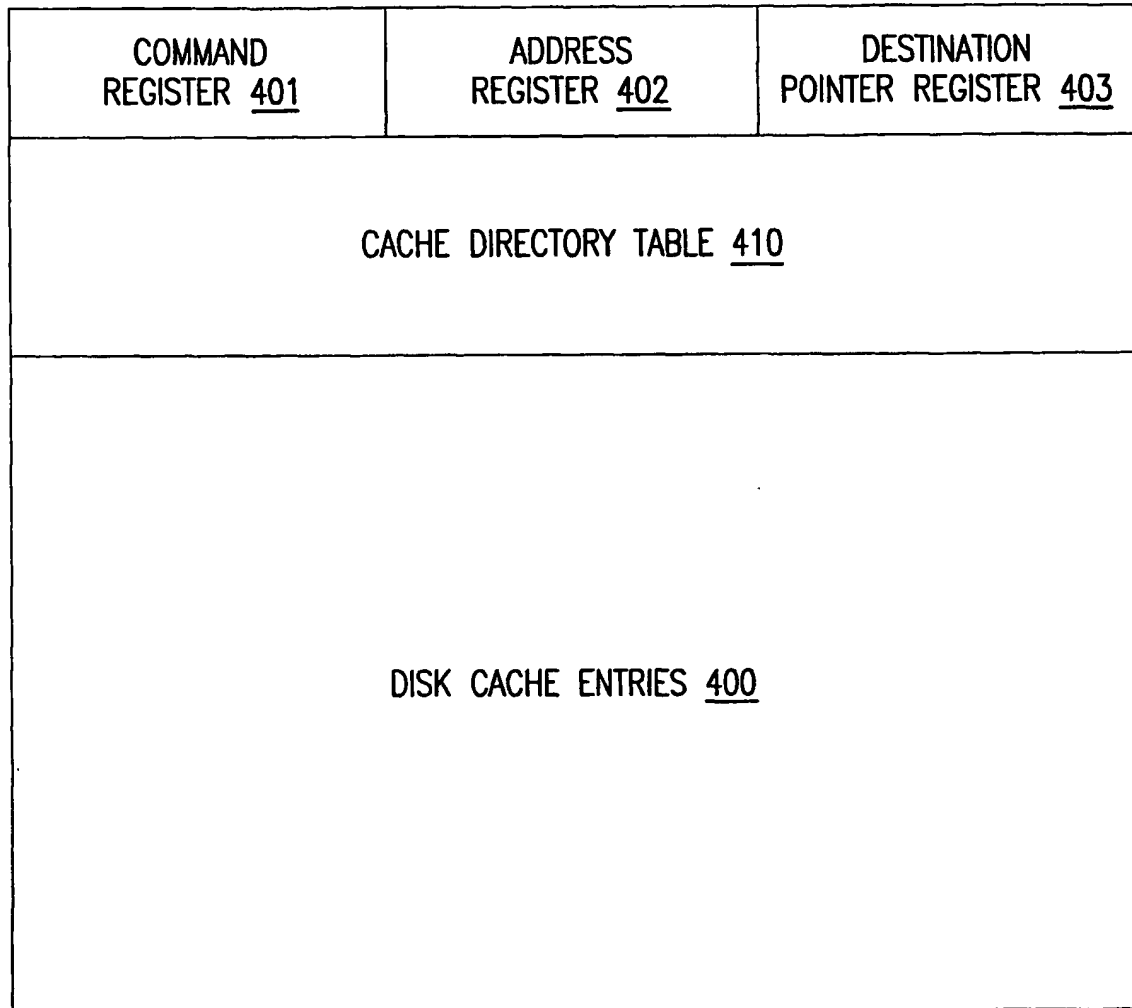 COMMAND
REGISTER 401
ADDRESS
REGISTER 402
DESTINATION
POINTER REGISTER 403
CACHE DIRECTORY TABLE 410
DISK CACHE ENTRIES 400